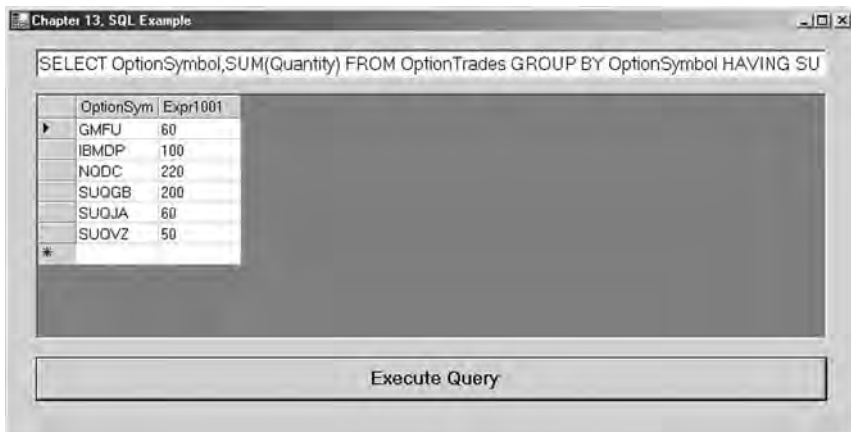 Chapter 13, SQL Example
SELECT OptionSymbol,SUM(Quantity) FROM OptionTrades GROUP BY OptionSymbol HAVING SU
OptionSym Expr1001
GMFU 60
IBMDP 100
NQDC 220
SUQGB 200
SUQJA 60
SUQVZ 50
*
Execute Query